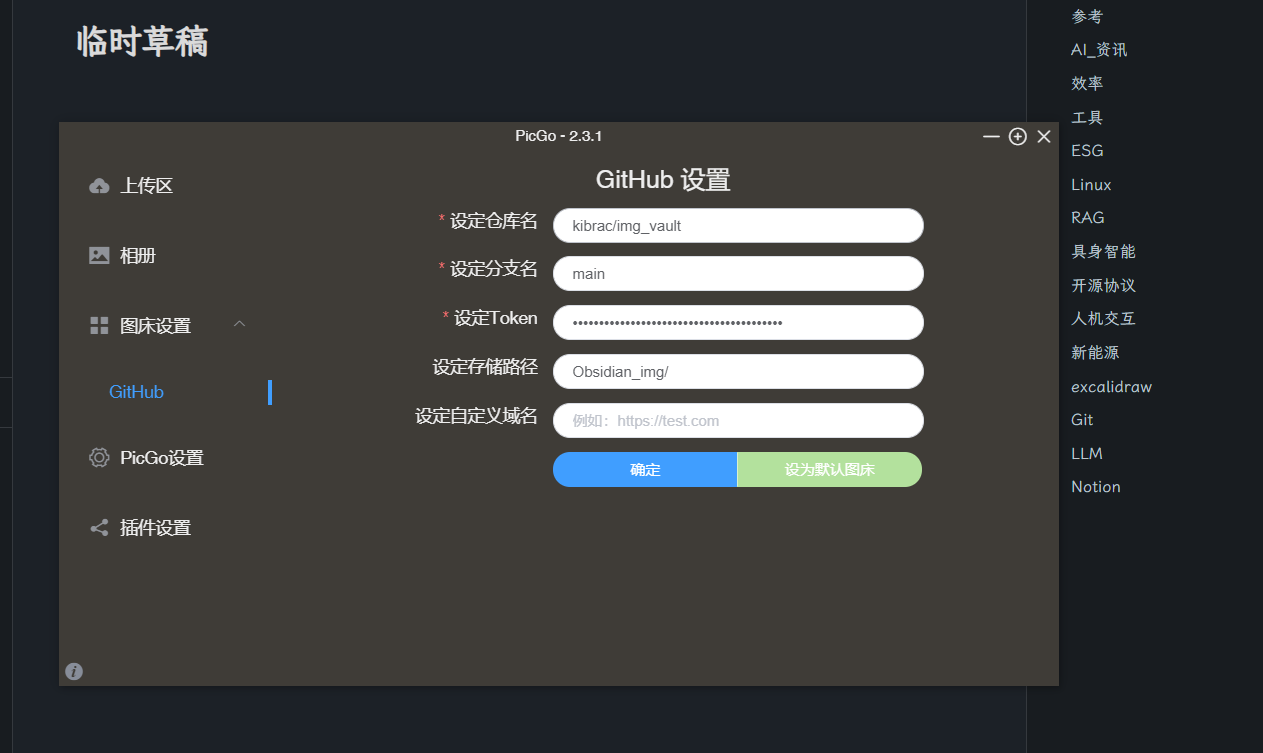 临时草稿
PicGo - 2.3.1
上传区
相册
图床设置
GitHub
PicGo设置
插件设置
GitHub 设置
* 设定仓库名 kibrac/img_vault
* 设定分支名 main
* 设定Token ••••••••••••••••••••••••••••••••••••••••
设定存储路径 Obsidian_img/
设定自定义域名 例如：https://test.com
确定 设为默认图床
参考
AI_资讯
效率
工具
ESG
Linux
RAG
具身智能
开源协议
人机交互
新能源
excalidraw
Git
LLM
Notion